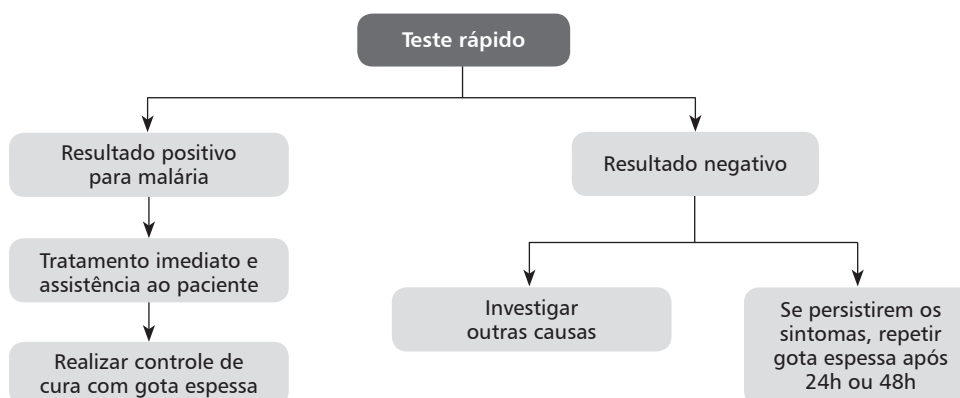 Teste rápido
Resultado positivo
para malária
Resultado negativo
Tratamento imediato e
assistência ao paciente
Investigar
outras causas
Se persistirem os
sintomas, repetir
gota espessa após
24h ou 48h
Realizar controle de
cura com gota espessa